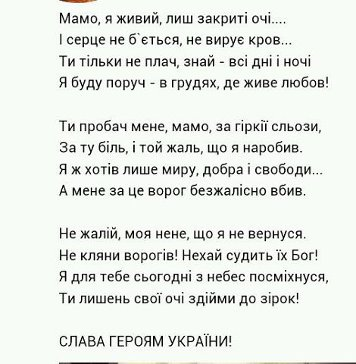 Мамо, я живий, лиш закриті очі....
І серце не б`ється, не вирує кров...
Ти тільки не плач, знай - всі дні і ночі
Я буду поруч - в грудях, де живе любов!
Ти пробач мене, мамо, за гіркії сльози,
За ту біль, і той жаль, що я наробив.
Я ж хотів лише миру, добра і свободи...
А мене за це ворог безжалісно вбив.
Не жалій, моя нене, що я не вернуся.
Не кляни ворогів! Нехай судить їх Бог!
Я для тебе сьогодні з небес посміхнуся,
Ти лишень свої очі здійми до зірок!
СЛАВА ГЕРОЯМ УКРАЇНИ!